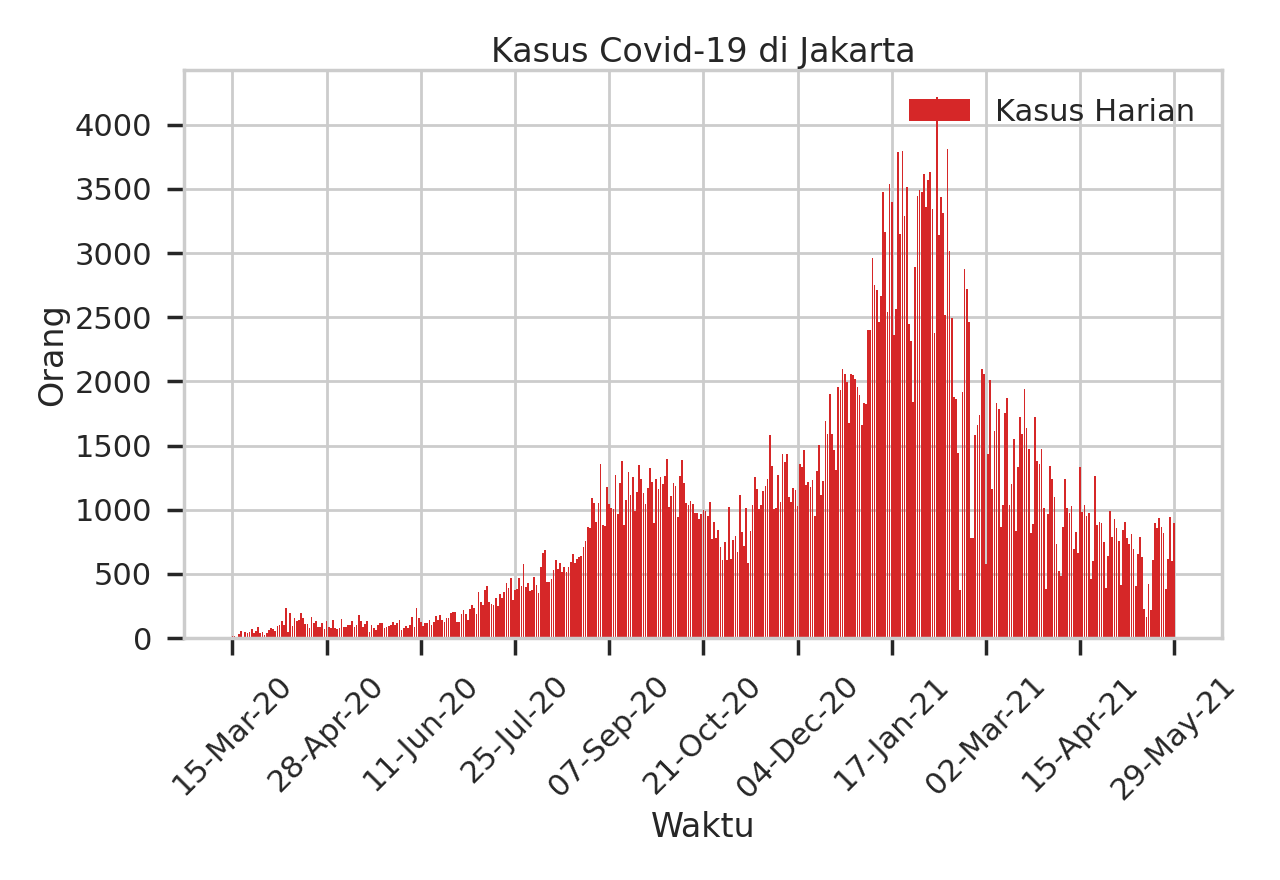 Kasus Covid-19 di Jakarta
Kasus Harian
Orang
4000
3500
3000
2500
2000
1500
1000
500
0
15-Mar-20
28-Apr-20
11-Jun-20
25-Jul-20
07-Sep-20
21-Oct-20
04-Dec-20
17-Jan-21
02-Mar-21
15-Apr-21
29-May-21
Waktu